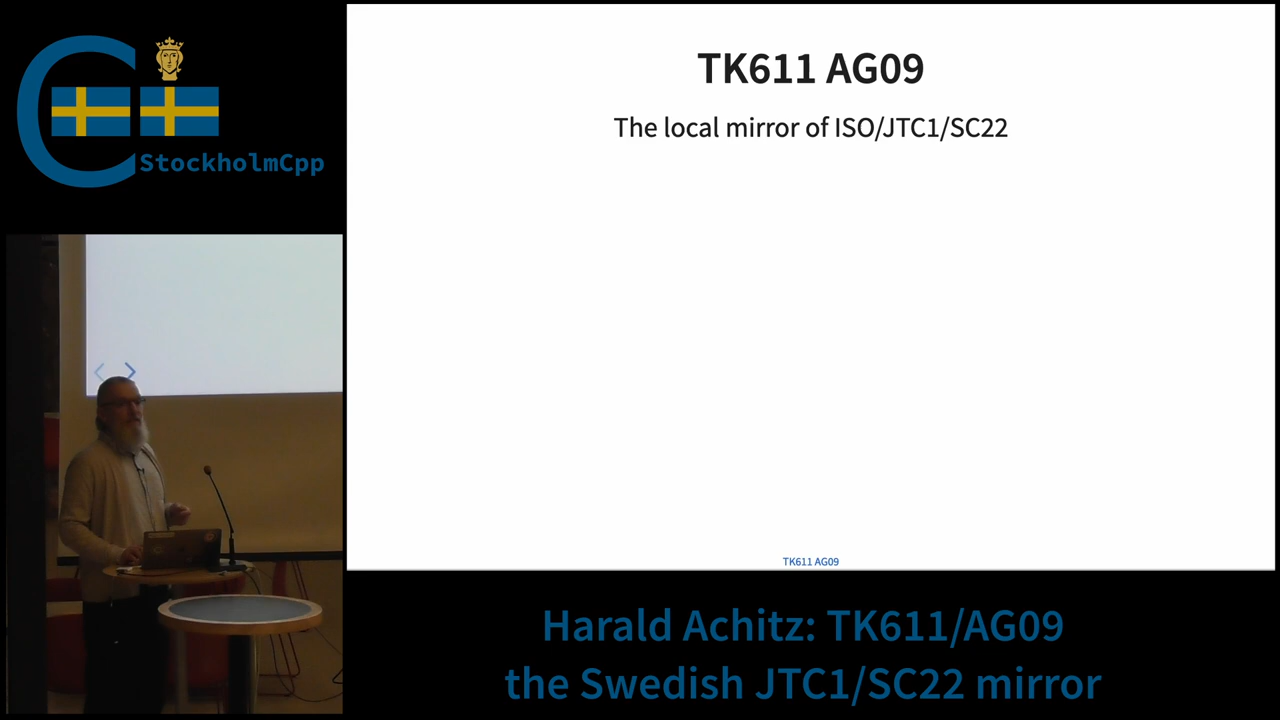 StockholmCpp
TK611 AG09
The local mirror of ISO/JTC1/SC22
TK611 AG09
Harald Achitz: TK611/AG09
the Swedish JTC1/SC22 mirror